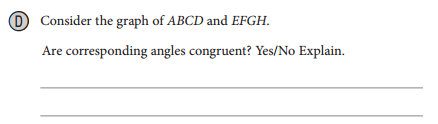 D Consider the graph of ABCD and EFGH.
Are corresponding angles congruent? Yes/No Explain.